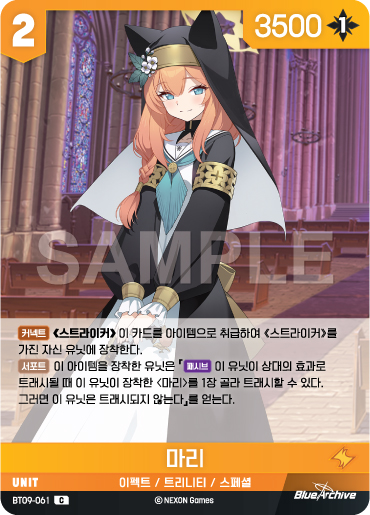 2
3500 1
SAMPLE
커넥트 《스트라이커》 이 카드를 아이템으로 취급하여 《스트라이커》를
가진 자신 유닛에 장착한다.
서포트 이 아이템을 장착한 유닛은 「패시브 이 유닛이 상대의 효과로
트래시될 때 이 유닛이 장착한 〈마리〉를 1장 골라 트래시할 수 있다.
그러면 이 유닛은 트래시되지 않는다」를 얻는다.
마리
UNIT 이펙트 / 트리니티 / 스페셜
BT09-061 C © NEXON Games BlueArchive